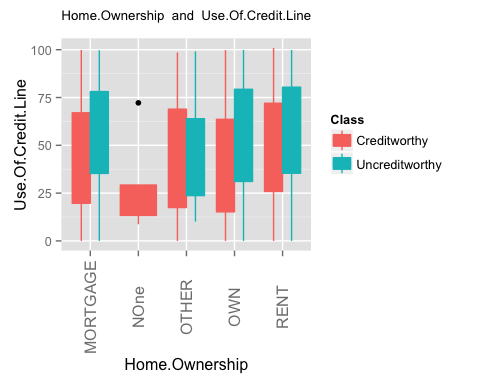 Home.Ownership and Use.Of.Credit.Line
100
75
50
25
0
Use.Of.Credit.Line
MORTGAGE
NOne
OTHER
OWN
RENT
Home.Ownership
Class
Creditworthy
Uncreditworthy